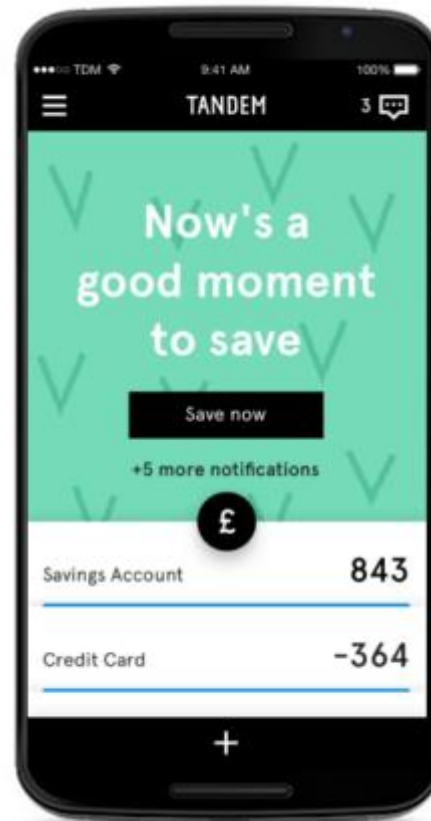 TDM 9:41 AM 100%
TANDEM 3
Now's a
good moment
to save
Save now
+5 more notifications
£
Savings Account 843
Credit Card -364
+